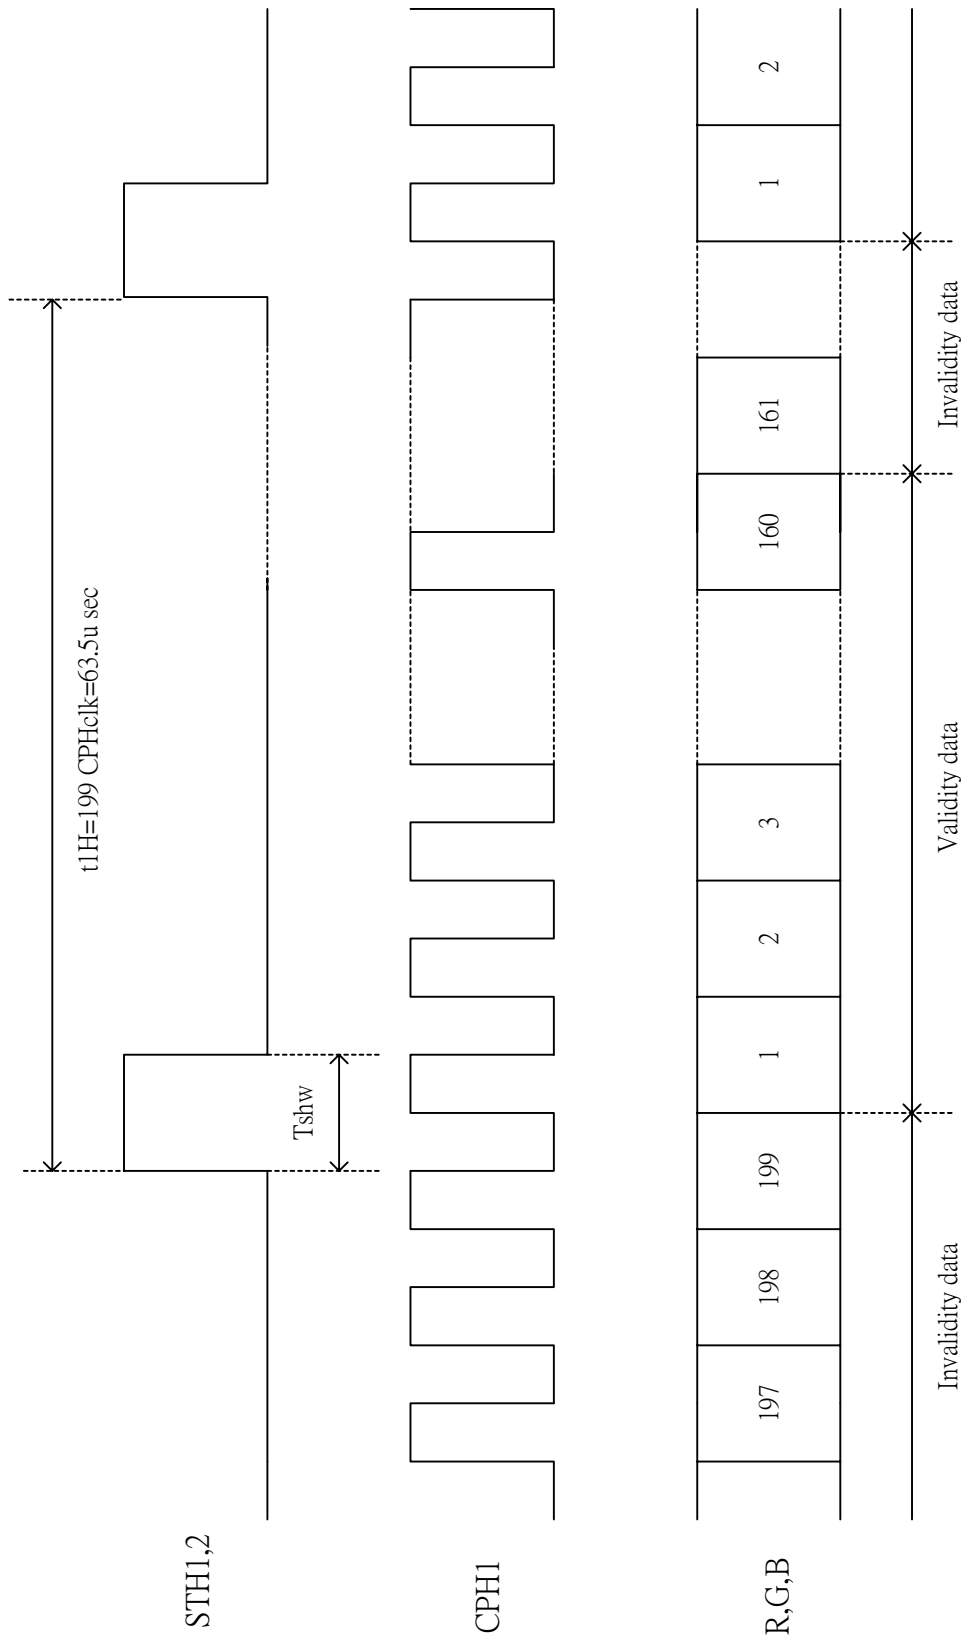 t1H=199 CPHclk=63.5u sec
STH1,2
Tshw
CPH1
R,G,B
197
198
199
1
2
3
160
161
1
2
Invalidity data
Validity data
Invalidity data